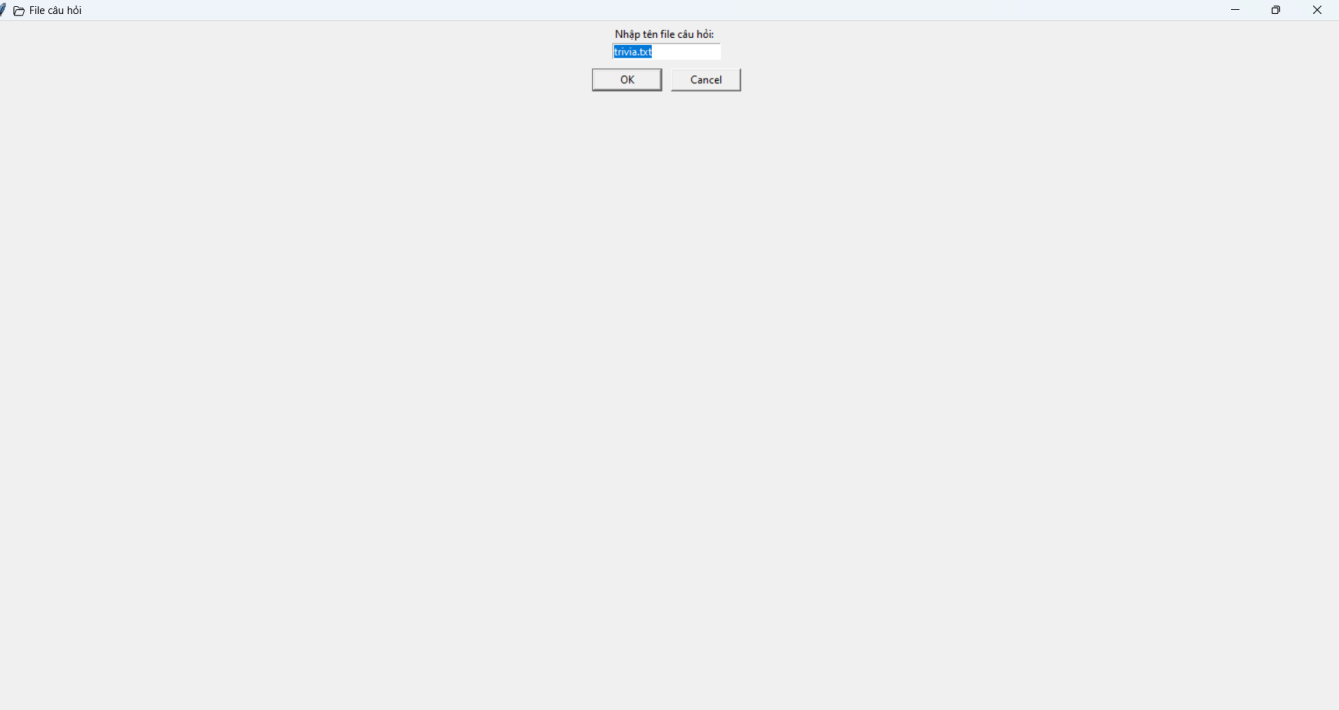 File câu hỏi
Nhập tên file câu hỏi:
trivia.txt
OK Cancel